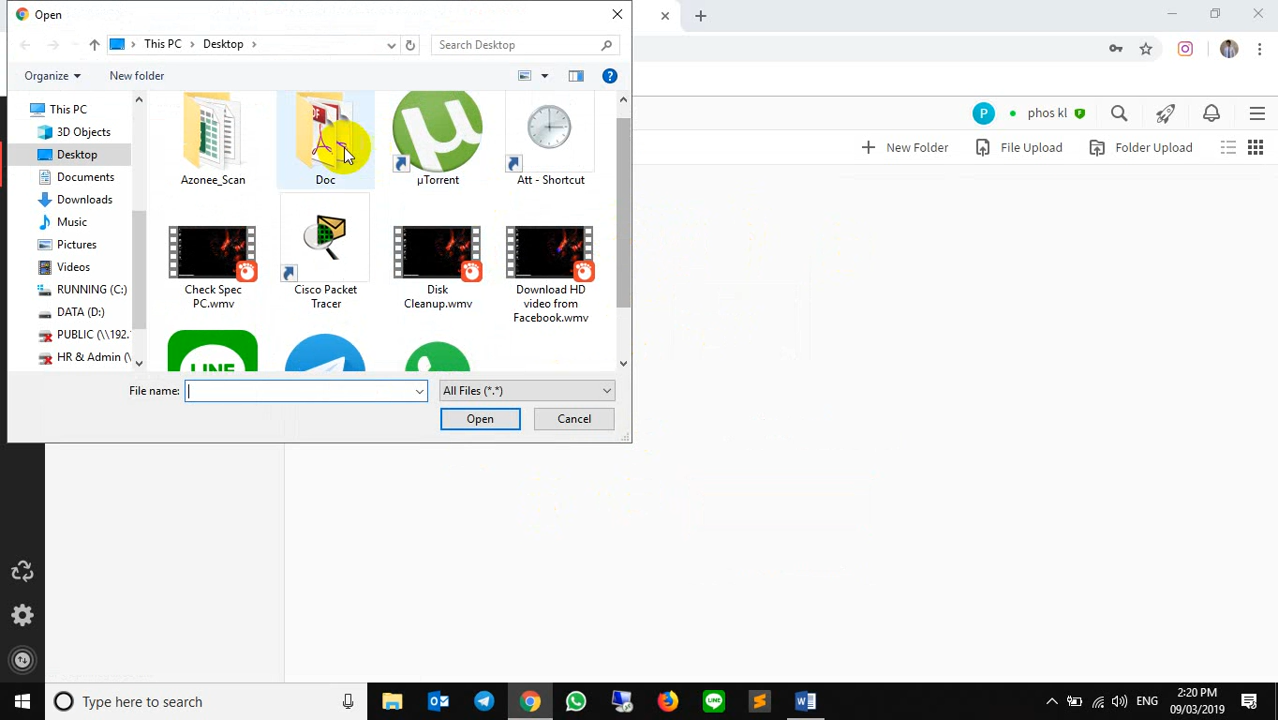 Open
This PC Desktop
Search Desktop
Organize New folder
This PC
3D Objects
Desktop
Documents
Downloads
Music
Pictures
Videos
RUNNING (C:)
DATA (D:)
PUBLIC (\\192.
HR & Admin (\
Azonee_Scan
Doc
µTorrent
Att - Shortcut
Check Spec
PC.wmv
Cisco Packet
Tracer
Disk
Cleanup.wmv
Download HD
video from
Facebook.wmv
LINE
File name:
All Files (*.*)
Open Cancel
P phos kl
New Folder File Upload Folder Upload
Type here to search
ENG
2:20 PM
09/03/2019